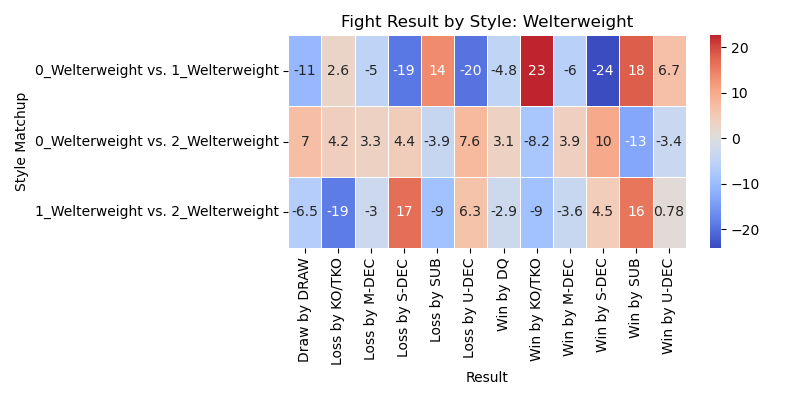 Fight Result by Style: Welterweight
Style Matchup
0_Welterweight vs. 1_Welterweight
-11 2.6 -5 -19 14 -20 -4.8 23 -6 -24 18 6.7
0_Welterweight vs. 2_Welterweight
7 4.2 3.3 4.4 -3.9 7.6 3.1 -8.2 3.9 10 -13 -3.4
1_Welterweight vs. 2_Welterweight
-6.5 -19 -3 17 -9 6.3 -2.9 -9 -3.6 4.5 16 0.78
Draw by DRAW
Loss by KO/TKO
Loss by M-DEC
Loss by S-DEC
Loss by SUB
Loss by U-DEC
Win by DQ
Win by KO/TKO
Win by M-DEC
Win by S-DEC
Win by SUB
Win by U-DEC
Result
20
10
0
−10
−20